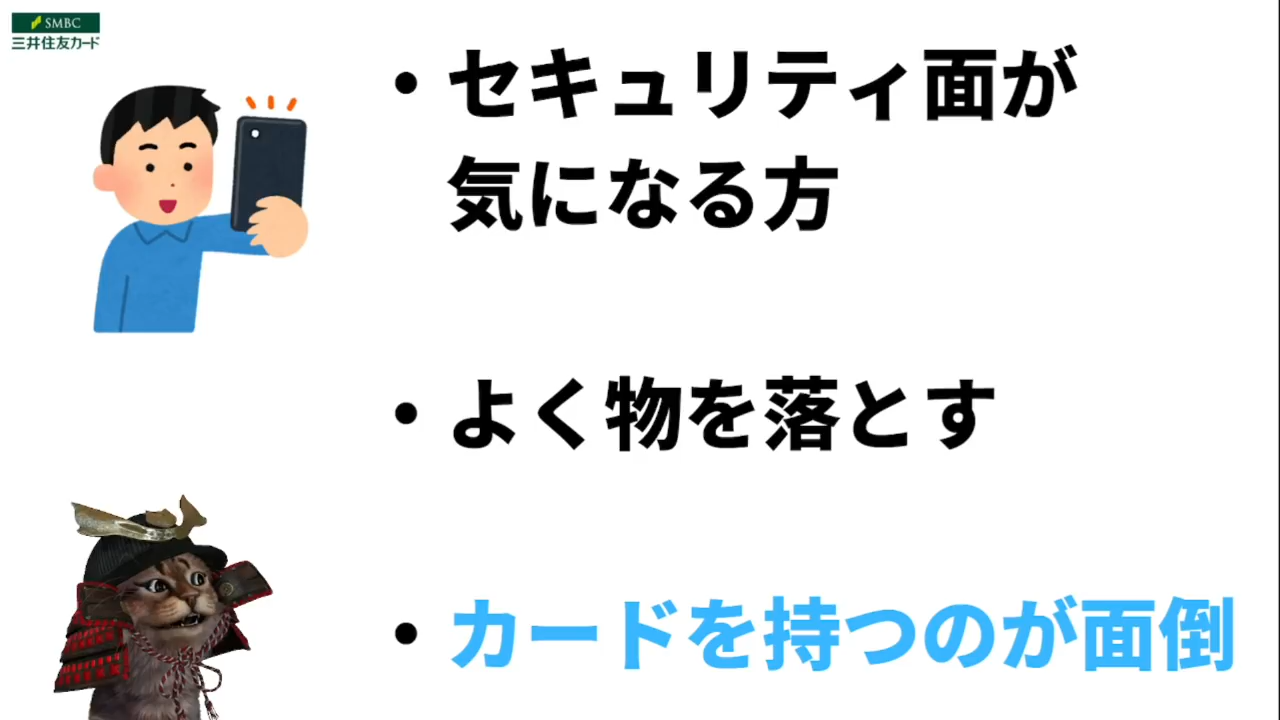 SMBC
三井住友カード
・セキュリティ面が
気になる方
・よく物を落とす
・カードを持つのが面倒